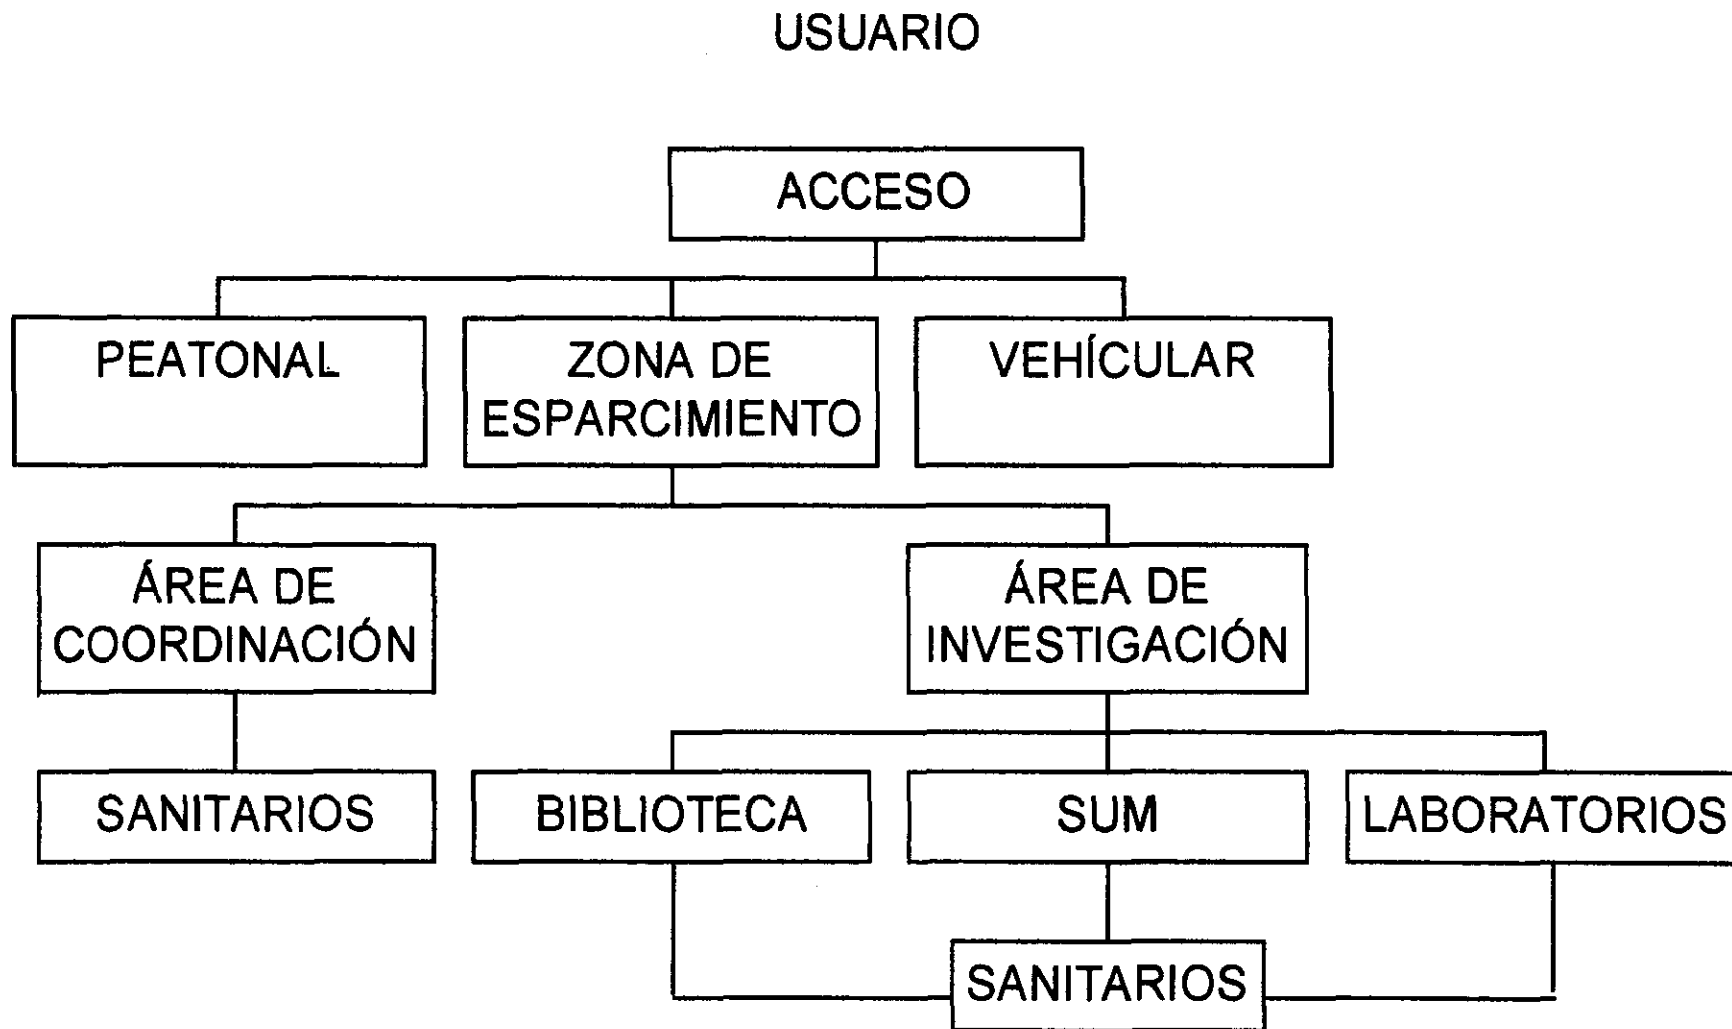 USUARIO
ACCESO
PEATONAL
ZONA DE
ESPARCIMIENTO
VEHÍCULAR
ÁREA DE
COORDINACIÓN
ÁREA DE
INVESTIGACIÓN
SANITARIOS
BIBLIOTECA
SUM
LABORATORIOS
SANITARIOS